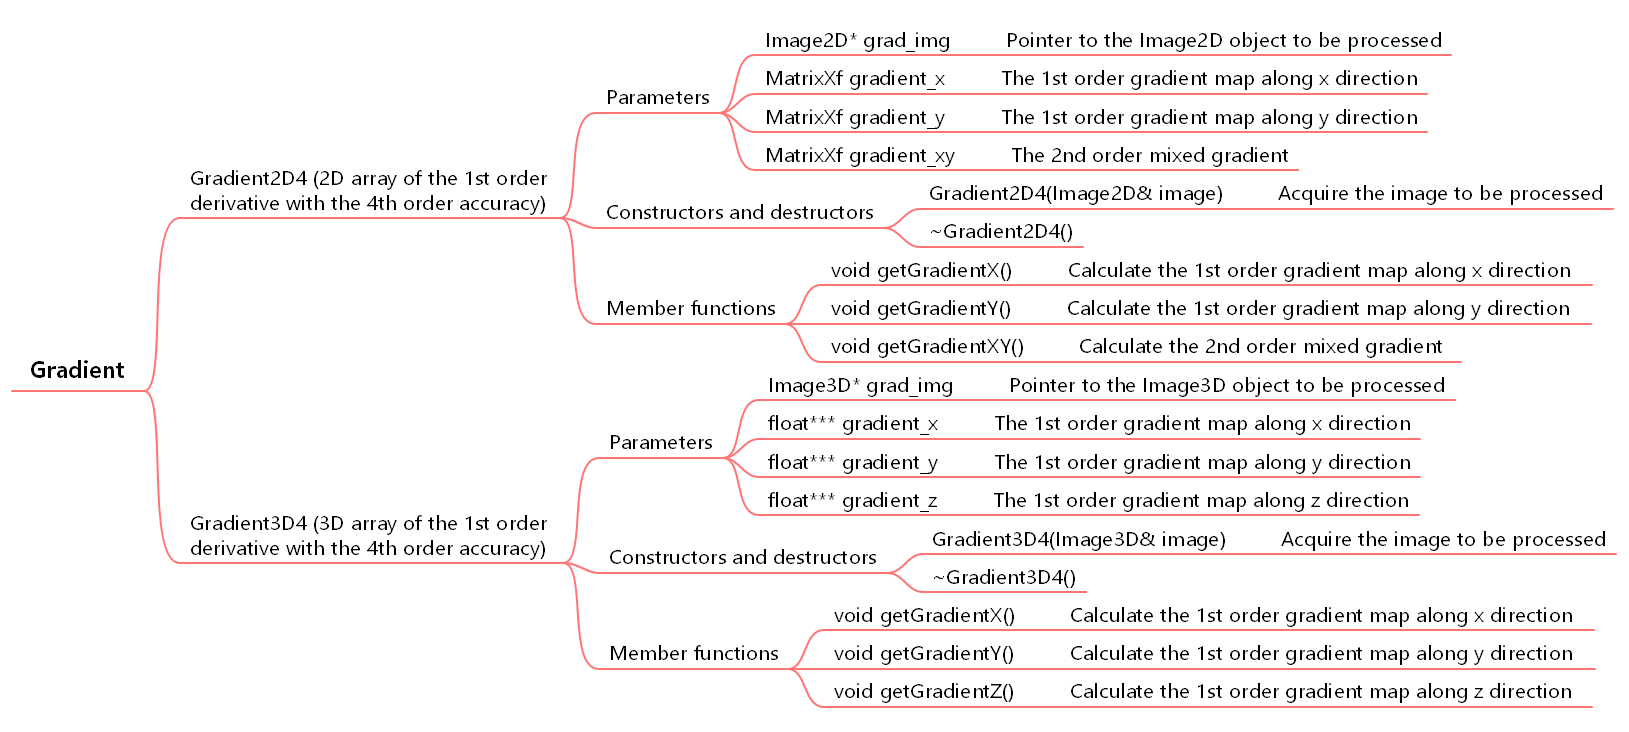 Gradient
Gradient2D4 (2D array of the 1st order
derivative with the 4th order accuracy)
Parameters
Image2D* grad_img Pointer to the Image2D object to be processed
MatrixXf gradient_x The 1st order gradient map along x direction
MatrixXf gradient_y The 1st order gradient map along y direction
MatrixXf gradient_xy The 2nd order mixed gradient
Constructors and destructors
Gradient2D4(Image2D& image) Acquire the image to be processed
~Gradient2D4()
Member functions
void getGradientX() Calculate the 1st order gradient map along x direction
void getGradientY() Calculate the 1st order gradient map along y direction
void getGradientXY() Calculate the 2nd order mixed gradient
Gradient3D4 (3D array of the 1st order
derivative with the 4th order accuracy)
Parameters
Image3D* grad_img Pointer to the Image3D object to be processed
float*** gradient_x The 1st order gradient map along x direction
float*** gradient_y The 1st order gradient map along y direction
float*** gradient_z The 1st order gradient map along z direction
Constructors and destructors
Gradient3D4(Image3D& image) Acquire the image to be processed
~Gradient3D4()
Member functions
void getGradientX() Calculate the 1st order gradient map along x direction
void getGradientY() Calculate the 1st order gradient map along y direction
void getGradientZ() Calculate the 1st order gradient map along z direction